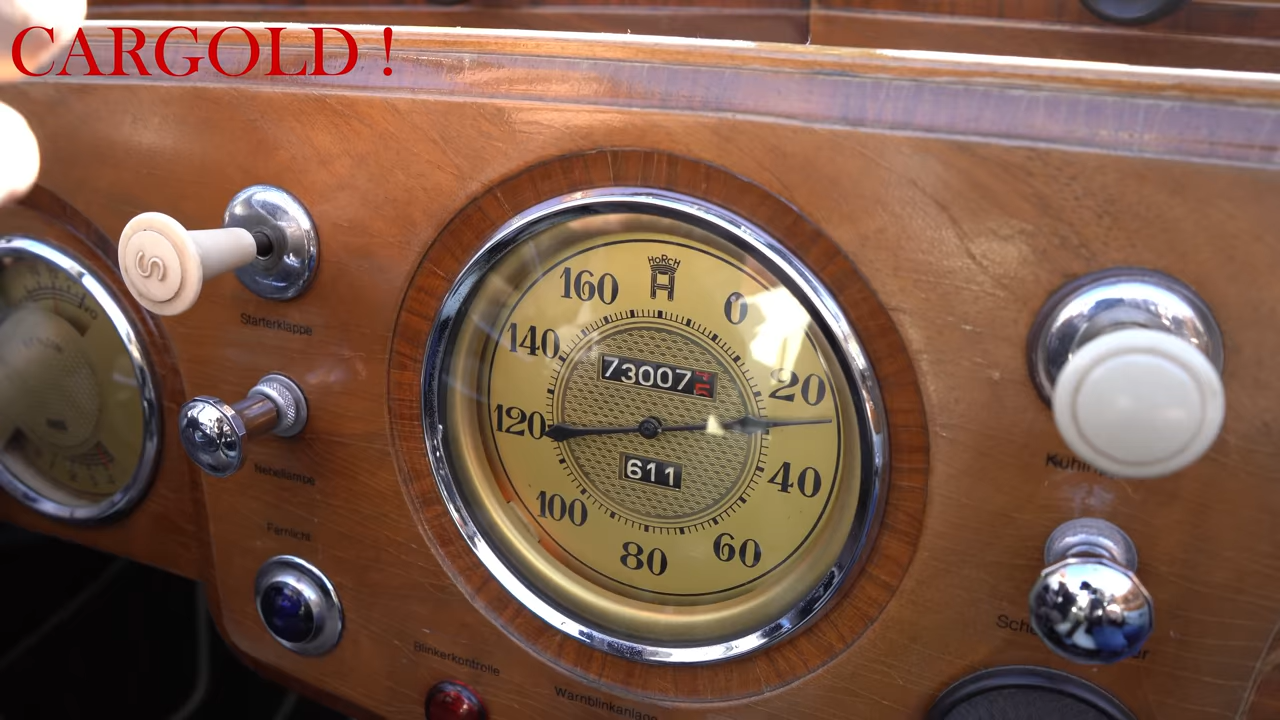 CARGOLD !
HORCH
160
0
140
73007
20
S
Starterklappe
120
611
40
Nebellampe
100
80
60
Fernlicht
Blinkerkontrolle
Warnblinkanlage